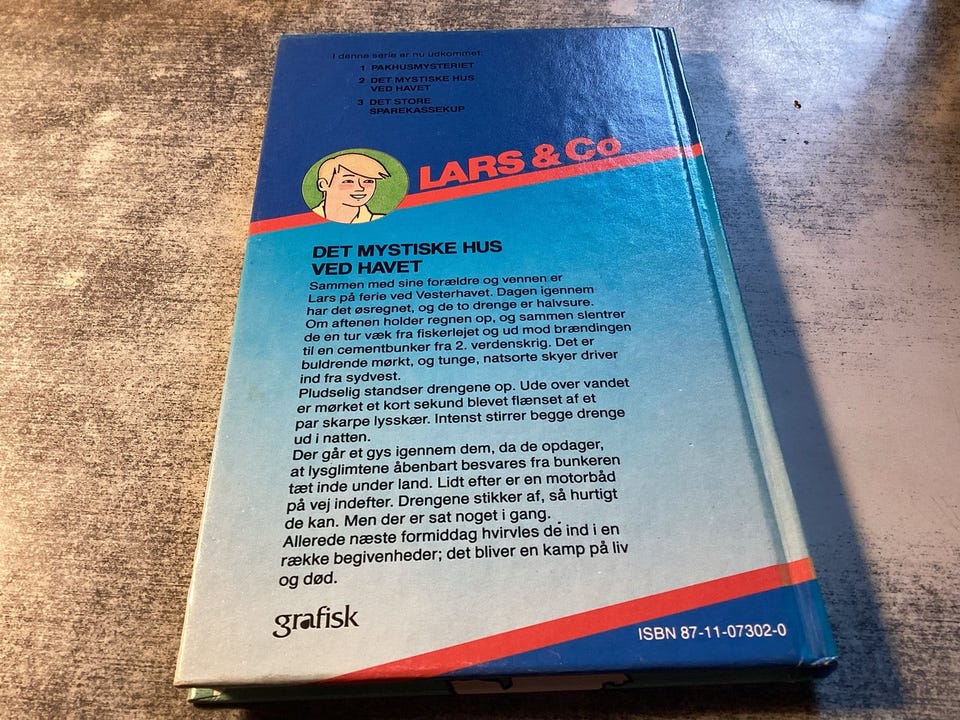 I denne serie er nu udkommet:
1 PAKHUSMYSTERIET
2 DET MYSTISKE HUS
VED HAVET
3 DET STORE
SPAREKASSEKUP
LARS & Co
DET MYSTISKE HUS
VED HAVET
Sammen med sine forældre og vennen er
Lars på ferie ved Vesterhavet. Dagen igennem
har det øsregnet, og de to drenge er halvsure.
Om aftenen holder regnen op, og sammen slentrer
de en tur væk fra fiskerlejet og ud mod brændingen
til en cementbunker fra 2. verdenskrig. Det er
buldrende mørkt, og tunge, natsorte skyer driver
ind fra sydvest.
Pludselig standser drengene op. Ude over vandet
er mørket et kort sekund blevet flænset af et
par skarpe lysskær. Intenst stirrer begge drenge
ud i natten.
Der går et gys igennem dem, da de opdager,
at lysglimtene åbenbart besvares fra bunkeren
tæt inde under land. Lidt efter er en motorbåd
på vej indefter. Drengene stikker af, så hurtigt
de kan. Men der er sat noget i gang.
Allerede næste formiddag hvirvles de ind i en
række begivenheder; det bliver en kamp på liv
og død.
grafisk
ISBN 87-11-07302-0